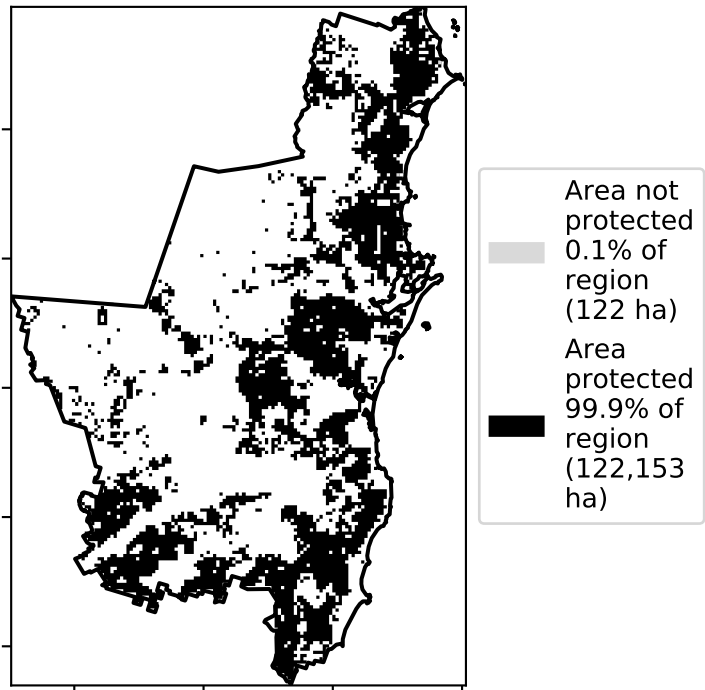 Area not
protected
0.1% of
region
(122 ha)
Area
protected
99.9% of
region
(122,153
ha)